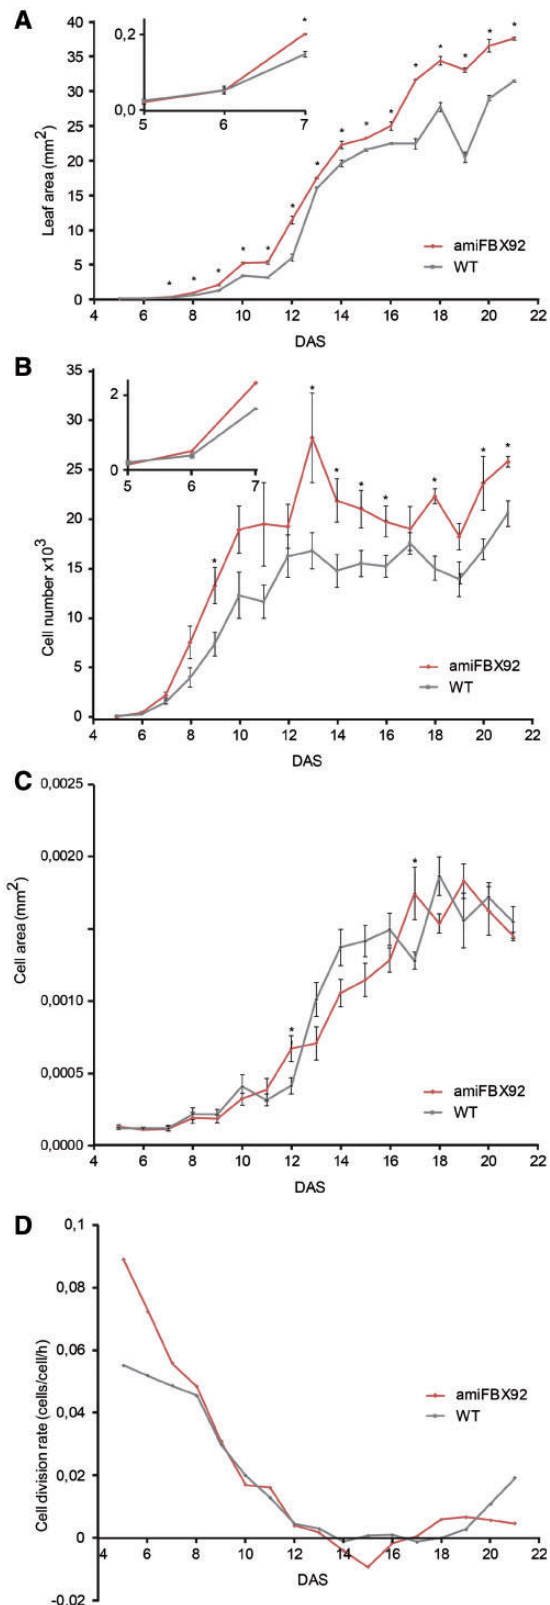 A
Leaf area (mm2)
40
35
30
25
20
15
10
5
0
0,2
0,0
5 6 7
*
* * * * * * * * * * * * * * *
amiFBX92
WT
4 6 8 10 12 14 16 18 20 22
DAS
B
Cell number x103
35
30
25
20
15
10
5
0
2
0
5 6 7
* * * * * * * *
amiFBX92
WT
4 6 8 10 12 14 16 18 20 22
DAS
C
Cell area (mm2)
0,0025
0,0020
0,0010
0,0005
0,0000
* *
amiFBX92
WT
4 6 8 10 12 14 16 18 20 22
DAS
D
Cell division rate (cells/cell/h)
0,1
0,08
0,06
0,04
0,02
0
-0.02
amiFBX92
WT
4 6 8 10 12 14 16 18 20 22
DAS